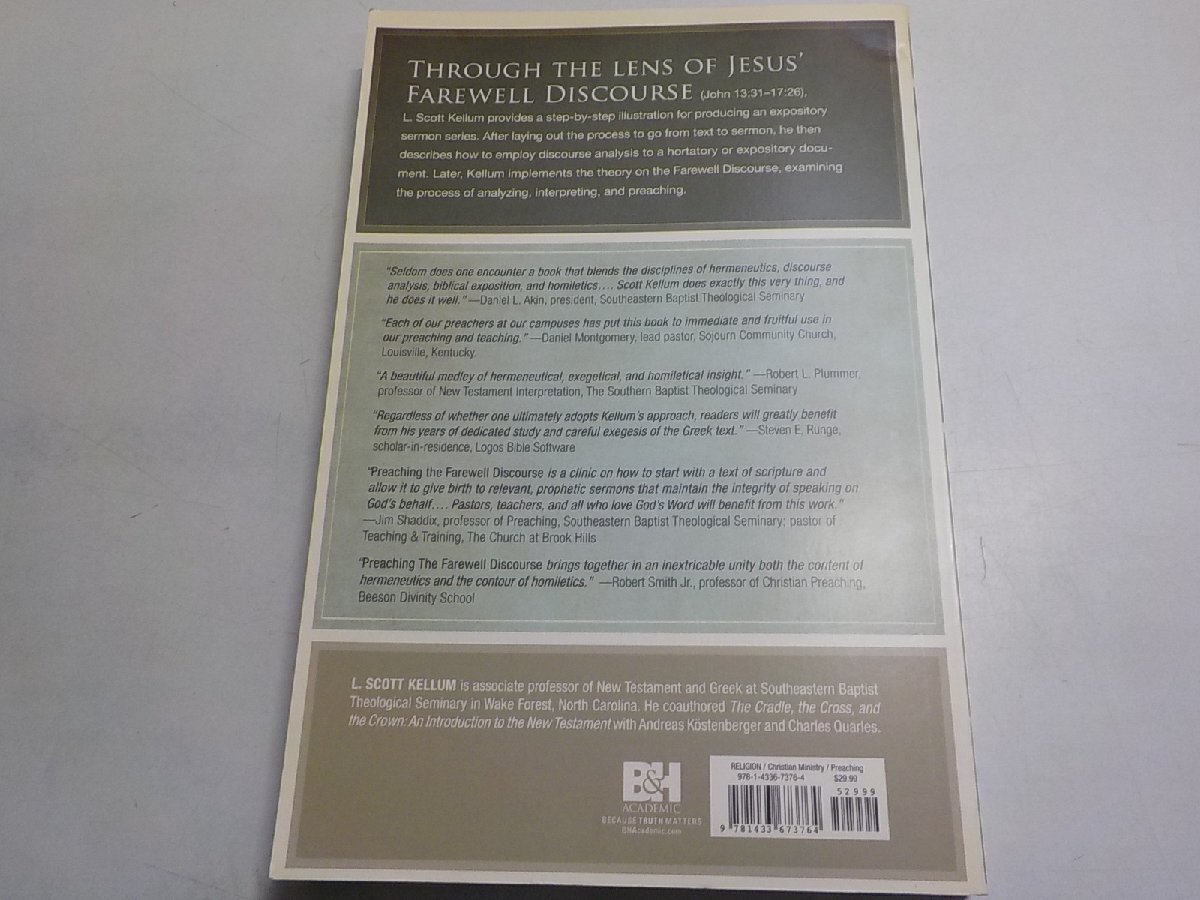 THROUGH THE LENS OF JESUS'
FAREWELL DISCOURSE (John 13:31–17:26),
L. Scott Kellum provides a step-by-step illustration for producing an expository
sermon series. After laying out the process to go from text to sermon, he then
describes how to employ discourse analysis to a hortatory or expository docu-
ment. Later, Kellum implements the theory on the Farewell Discourse, examining
the process of analyzing, interpreting, and preaching.
"Seldom does one encounter a book that blends the disciplines of hermeneutics, discourse
analysis, biblical exposition, and homiletics.... Scott Kellum does exactly this very thing, and
he does it well."—Daniel L. Akin, president, Southeastern Baptist Theological Seminary
"Each of our preachers at our campuses has put this book to immediate and fruitful use in
our preaching and teaching."—Daniel Montgomery, lead pastor, Sojourn Community Church,
Louisville, Kentucky
"A beautiful medley of hermeneutical, exegetical, and homiletical insight." —Robert L. Plummer,
professor of New Testament Interpretation, The Southern Baptist Theological Seminary
"Regardless of whether one ultimately adopts Kellum's approach, readers will greatly benefit
from his years of dedicated study and careful exegesis of the Greek text."—Steven E. Runge,
scholar-in-residence, Logos Bible Software
"Preaching the Farewell Discourse is a clinic on how to start with a text of scripture and
allow it to give birth to relevant, prophetic sermons that maintain the integrity of speaking on
God's behalf.... Pastors, teachers, and all who love God's Word will benefit from this work."
—Jim Shaddix, professor of Preaching, Southeastern Baptist Theological Seminary; pastor of
Teaching & Training, The Church at Brook Hills
"Preaching The Farewell Discourse brings together in an inextricable unity both the content of
hermeneutics and the contour of homiletics." —Robert Smith Jr., professor of Christian Preaching,
Beeson Divinity School
L. SCOTT KELLUM is associate professor of New Testament and Greek at Southeastern Baptist
Theological Seminary in Wake Forest, North Carolina. He coauthored The Cradle, the Cross, and
the Crown: An Introduction to the New Testament with Andreas Köstenberger and Charles Quarles.
B&H
ACADEMIC
BECAUSE TRUTH MATTERS
BHAcademic.com
RELIGION / Christian Ministry / Preaching
978-1-4336-7376-4 $29.99
52999
9 781433 673764